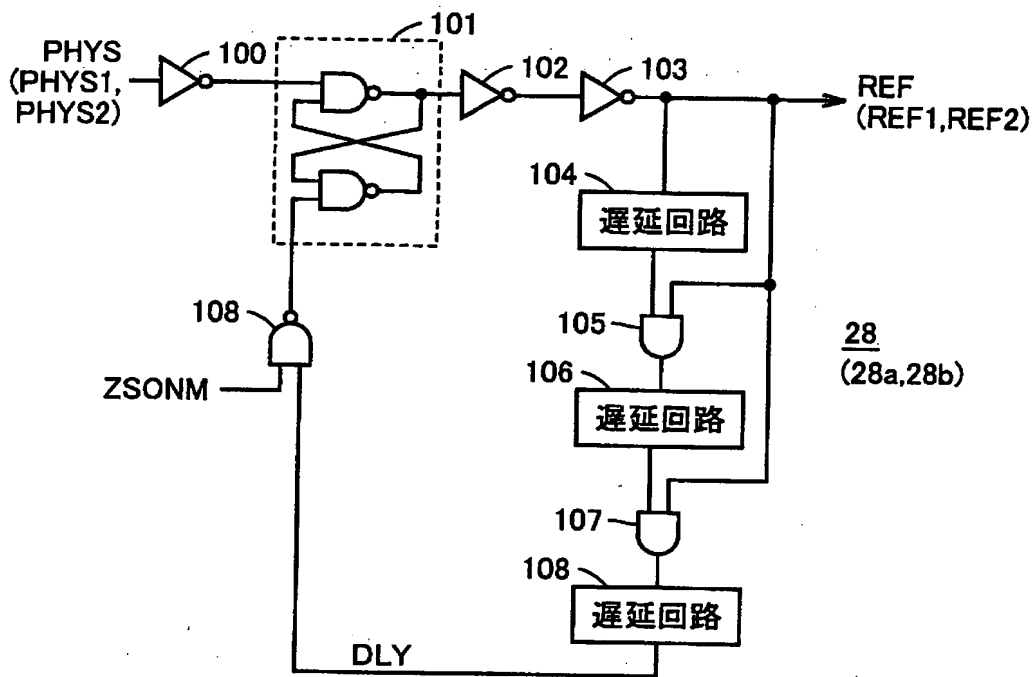 101
PHYS
(PHYS1,
PHYS2)
100
102
103
REF
(REF1,REF2)
104
遅延回路
105
28
(28a,28b)
108
ZSONM
106
遅延回路
107
108
遅延回路
DLY